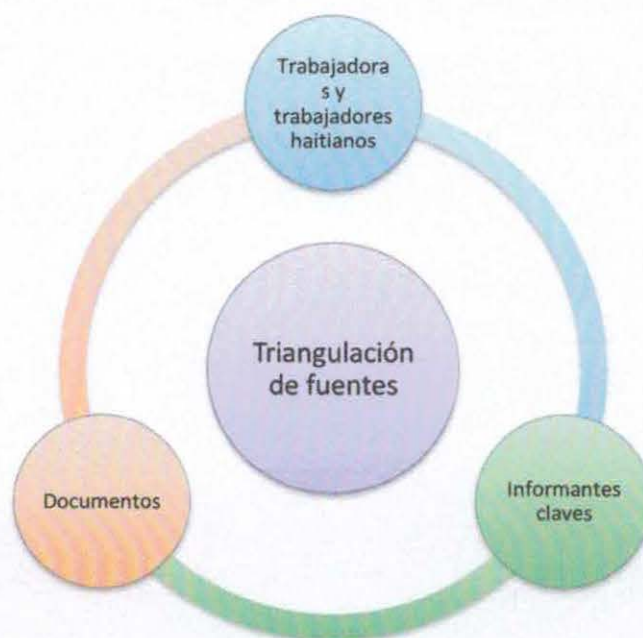 Trabajadora
s y
trabajadores
haitianos
Triangulación
de fuentes
Documentos
Informantes
claves